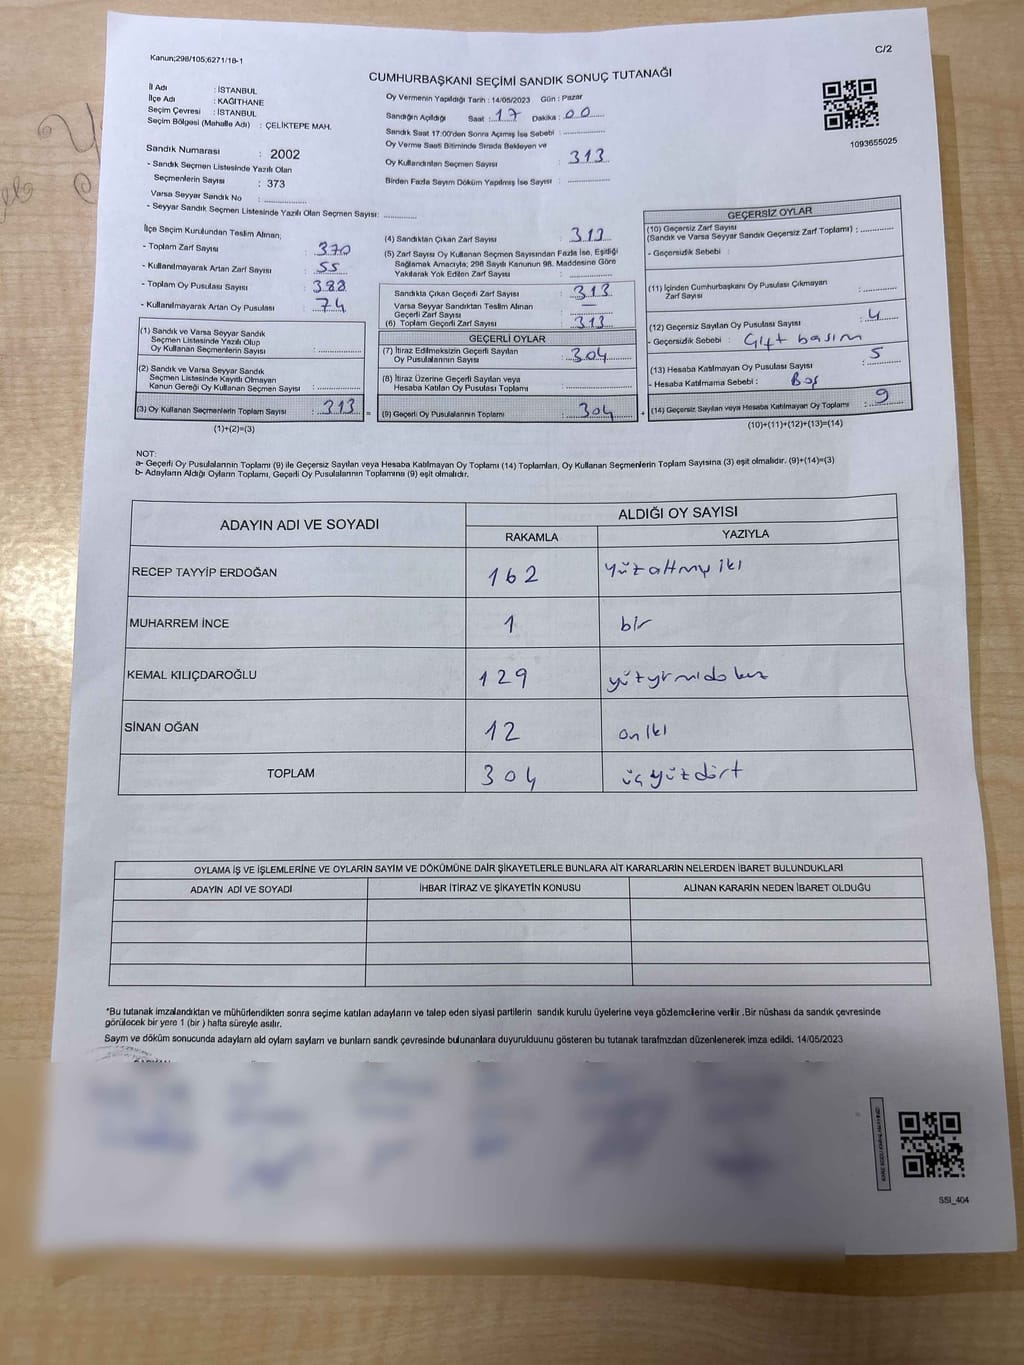 Kanun;298/105;6271/18-1
C/2
CUMHURBAŞKANI SEÇİMİ SANDIK SONUÇ TUTANAĞI
İl Adı : İSTANBUL
İlçe Adı : KAĞITHANE
Seçim Çevresi : İSTANBUL
Seçim Bölgesi (Mahalle Adı) : ÇELİKTEPE MAH.
Oy Vermenin Yapıldığı Tarih : 14/05/2023 Gün : Pazar
Sandığın Açıldığı Saat : 17 Dakika : 00
Sandık Saat 17:00'den Sonra Açılmış İse Sebebi :
Oy Verme Saati Bitiminde Sırada Bekleyen ve
Oy Kullandırılan Seçmen Sayısı : 313
Birden Fazla Sayım Döküm Yapılmış İse Sayısı :
1093655025
Sandık Numarası : 2002
- Sandık Seçmen Listesinde Yazılı Olan
Seçmenlerin Sayısı : 373
Varsa Seyyar Sandık No :
- Seyyar Sandık Seçmen Listesinde Yazılı Olan Seçmen Sayısı:
İlçe Seçim Kurulundan Teslim Alınan;
- Toplam Zarf Sayısı : 370
- Kullanılmayarak Artan Zarf Sayısı : 55
- Toplam Oy Pusulası Sayısı : 388
- Kullanılmayarak Artan Oy Pusulası : 74
(1) Sandık ve Varsa Seyyar Sandık
Seçmen Listesinde Yazılı Olup
Oy Kullanan Seçmenlerin Sayısı :
(2) Sandık ve Varsa Seyyar Sandık
Seçmen Listesinde Kayıtlı Olmayan
Kanun Gereği Oy Kullanan Seçmen Sayısı :
(3) Oy Kullanan Seçmenlerin Toplam Sayısı : 313 =
(1)+(2)=(3)
(4) Sandıktan Çıkan Zarf Sayısı : 313
(5) Zarf Sayısı Oy Kullanan Seçmen Sayısından Fazla İse, Eşitliği
Sağlamak Amacıyla; 298 Sayılı Kanunun 98. Maddesine Göre
Yakılarak Yok Edilen Zarf Sayısı :
Sandıkta Çıkan Geçerli Zarf Sayısı : 313
Varsa Seyyar Sandıktan Teslim Alınan
Geçerli Zarf Sayısı : —
(6) Toplam Geçerli Zarf Sayısı : 313
GEÇERLİ OYLAR
(7) İtiraz Edilmeksizin Geçerli Sayılan
Oy Pusulalarının Sayısı : 304
(8) İtiraz Üzerine Geçerli Sayılan veya
Hesaba Katılan Oy Pusulası Toplamı :
(9) Geçerli Oy Pusulalarının Toplamı : 304 +
GEÇERSİZ OYLAR
(10) Geçersiz Zarf Sayısı
(Sandık ve Varsa Seyyar Sandık Geçersiz Zarf Toplamı) :
- Geçersizlik Sebebi :
(11) İçinden Cumhurbaşkanı Oy Pusulası Çıkmayan
Zarf Sayısı :
(12) Geçersiz Sayılan Oy Pusulası Sayısı : 4
- Geçersizlik Sebebi : Çift basım
(13) Hesaba Katılmayan Oy Pusulası Sayısı : 5
- Hesaba Katılmama Sebebi : Boş
(14) Geçersiz Sayılan veya Hesaba Katılmayan Oy Toplamı : 9
(10)+(11)+(12)+(13)=(14)
NOT:
a- Geçerli Oy Pusulalarının Toplamı (9) ile Geçersiz Sayılan veya Hesaba Katılmayan Oy Toplamı (14) Toplamları, Oy Kullanan Seçmenlerin Toplam Sayısına (3) eşit olmalıdır. (9)+(14)=(3)
b- Adayların Aldığı Oyların Toplamı, Geçerli Oy Pusulalarının Toplamına (9) eşit olmalıdır.
ADAYIN ADI VE SOYADI
ALDIĞI OY SAYISI
RAKAMLA YAZIYLA
RECEP TAYYİP ERDOĞAN 162 yüzaltmış iki
MUHARREM İNCE 1 bir
KEMAL KILIÇDAROĞLU 129 yüzyirmidokuz
SİNAN OĞAN 12 oniki
TOPLAM 304 üçyüzdört
OYLAMA İŞ VE İŞLEMLERİNE VE OYLARIN SAYIM VE DÖKÜMÜNE DAİR ŞİKAYETLERLE BUNLARA AİT KARARLARIN NELERDEN İBARET BULUNDUKLARI
ADAYIN ADI VE SOYADI İHBAR İTİRAZ VE ŞİKAYETİN KONUSU ALINAN KARARIN NEDEN İBARET OLDUĞU
*Bu tutanak imzalandıktan ve mühürlendikten sonra seçime katılan adayların ve talep eden siyasi partilerin sandık kurulu üyelerine veya gözlemcilerine verilir .Bir nüshası da sandık çevresinde
görülecek bir yere 1 (bir ) hafta süreyle asılır.
Sayım ve döküm sonucunda adayların ald oyların sayların ve bunların sandk çevresinde bulunanlara duyurulduunu gösteren bu tutanak tarafmzdan düzenlenerek imza edildi. 14/05/2023
SSI_404